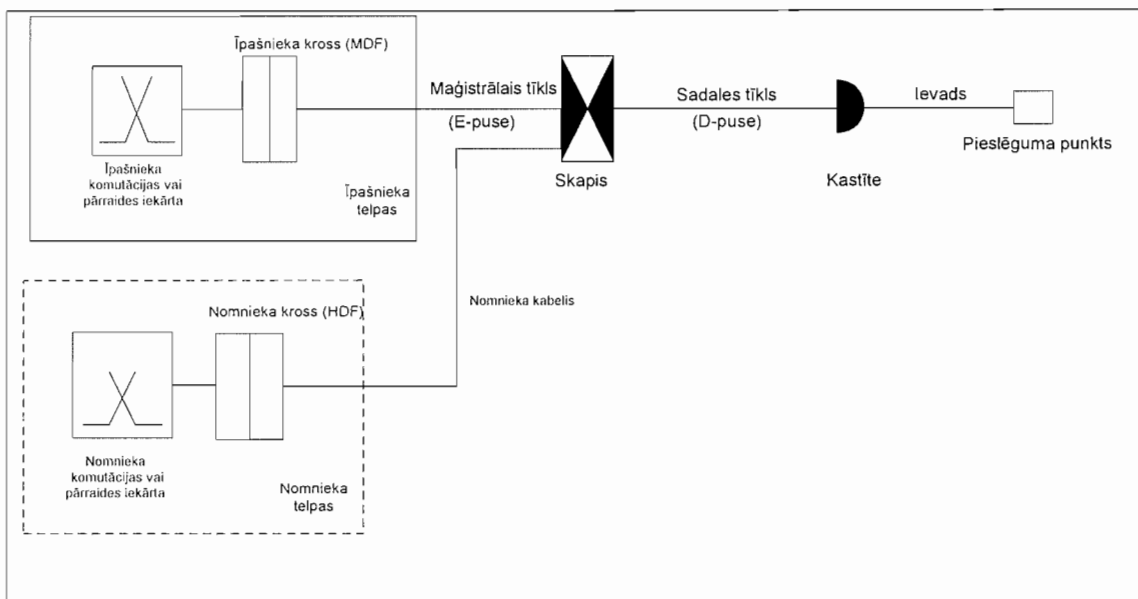 Īpašnieka kross (MDF)
Īpašnieka
komutācijas vai
pārraides iekārta
Īpašnieka
telpas
Maģistrālais tīkls
(E-puse)
Skapis
Sadales tīkls
(D-puse)
Kastīte
Ievads
Pieslēguma punkts
Nomnieka kabelis
Nomnieka kross (HDF)
Nomnieka
komutācijas vai
pārraides iekārta
Nomnieka
telpas